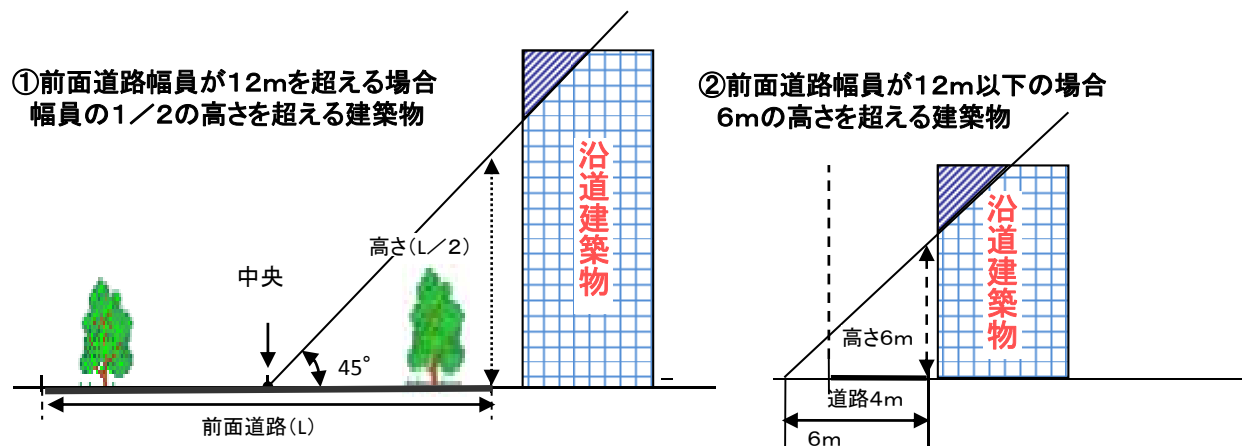 ①前面道路幅員が12mを超える場合
幅員の1/2の高さを超える建築物
沿道建築物
高さ(L/2)
中央
45°
前面道路(L)
②前面道路幅員が12m以下の場合
6mの高さを超える建築物
沿道建築物
高さ6m
道路4m
6m